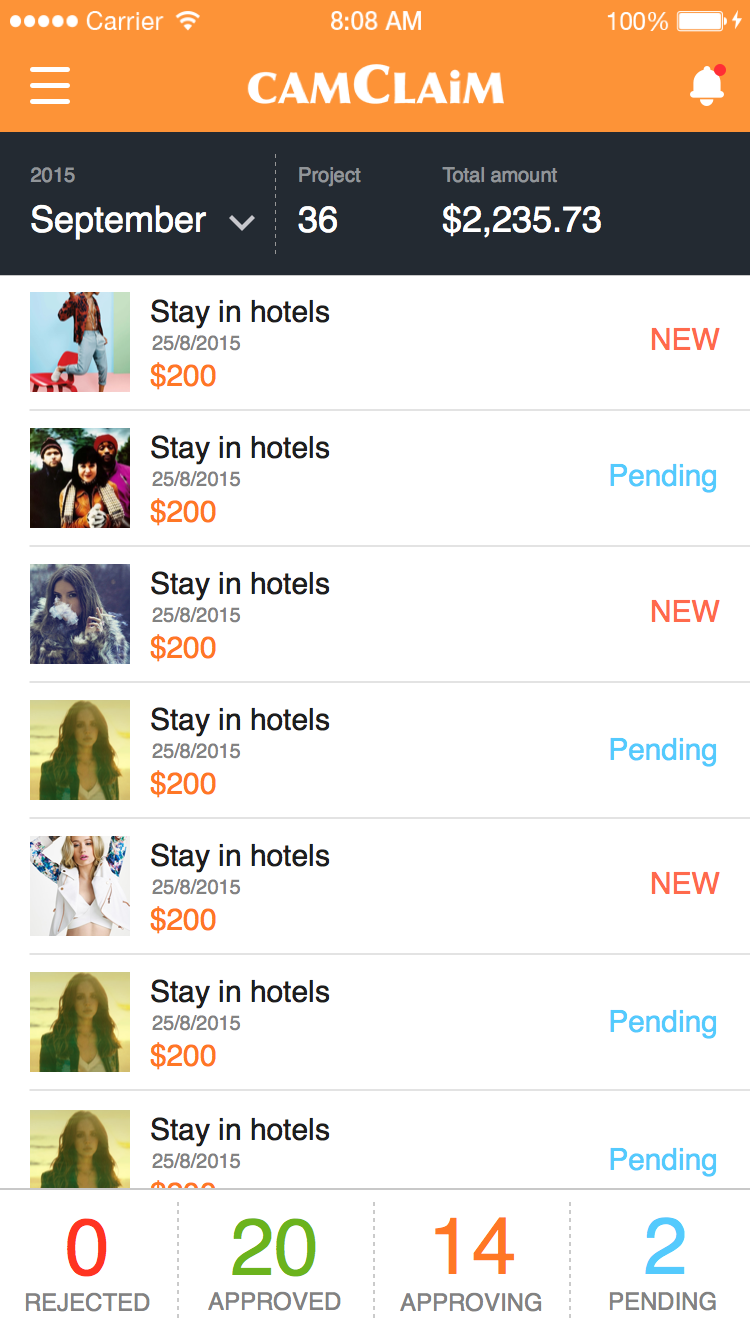 Carrier 8:08 AM 100%
CAMCLAiM
2015 Project Total amount
September 36 $2,235.73
Stay in hotels
25/8/2015
NEW
$200
Stay in hotels
25/8/2015
Pending
$200
Stay in hotels
25/8/2015
NEW
$200
Stay in hotels
25/8/2015
Pending
$200
Stay in hotels
25/8/2015
NEW
$200
Stay in hotels
25/8/2015
Pending
$200
Stay in hotels
25/8/2015
Pending
0 20 14 2
REJECTED APPROVED APPROVING PENDING